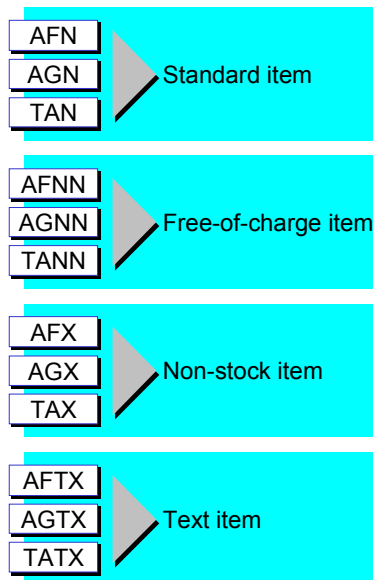 AFN
AGN
TAN
Standard item
AFNN
AGNN
TANN
Free-of-charge item
AFX
AGX
TAX
Non-stock item
AFTX
AGTX
TATX
Text item